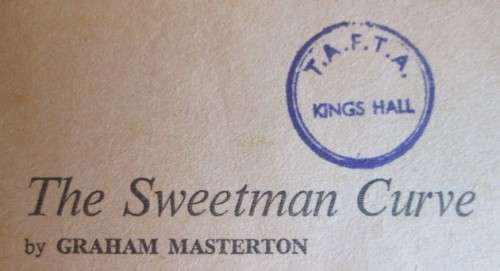 T.A.F.T.A.
KINGS HALL
The Sweetman Curve
by GRAHAM MASTERTON